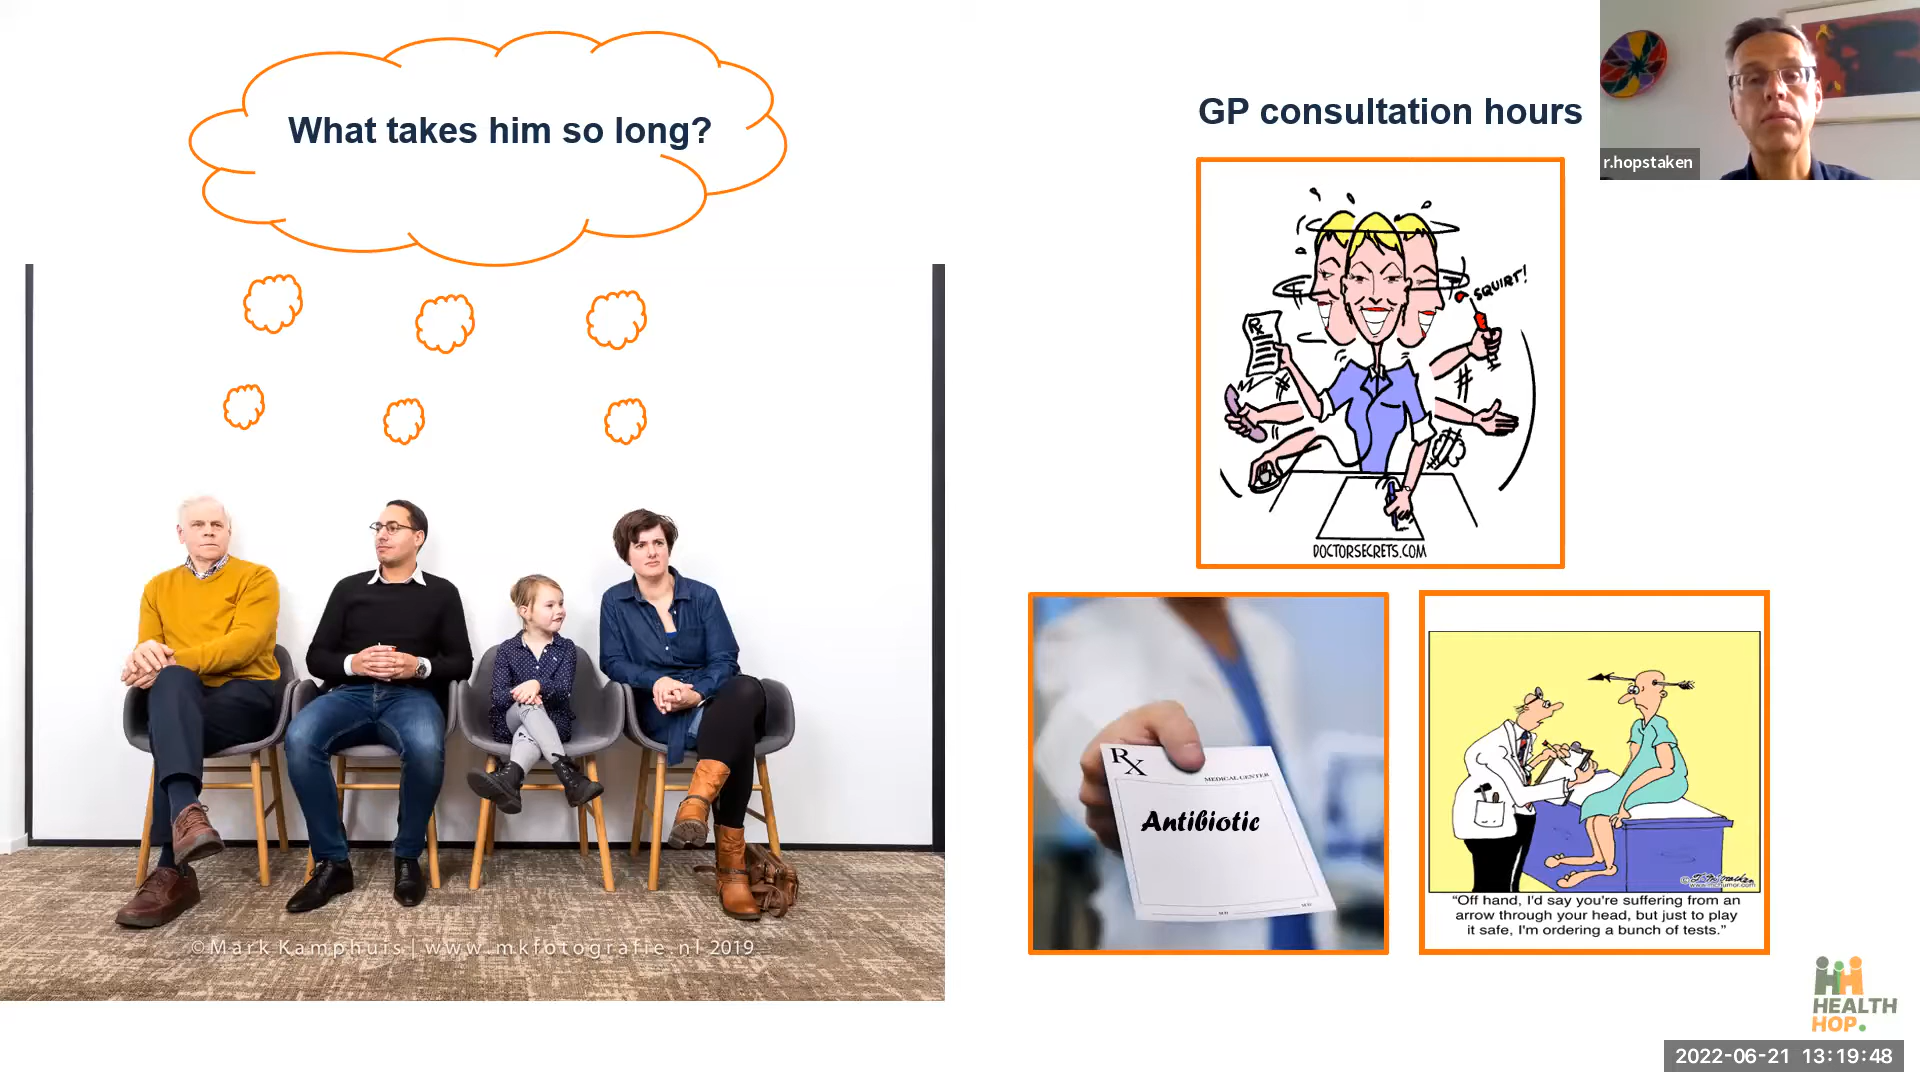 What takes him so long?
GP consultation hours
r.hopstaken
SQUIRT!
Rx
DOCTORSECRETS.COM
RX
MEDICAL CENTER
Antibiotic
"Off hand, I'd say you're suffering from an
arrow through your head, but just to play
it safe, I'm ordering a bunch of tests."
©Mark Kamphuis | www.mkfotografie.nl 2019
HEALTH
HOP.
2022-06-21 13:19:48